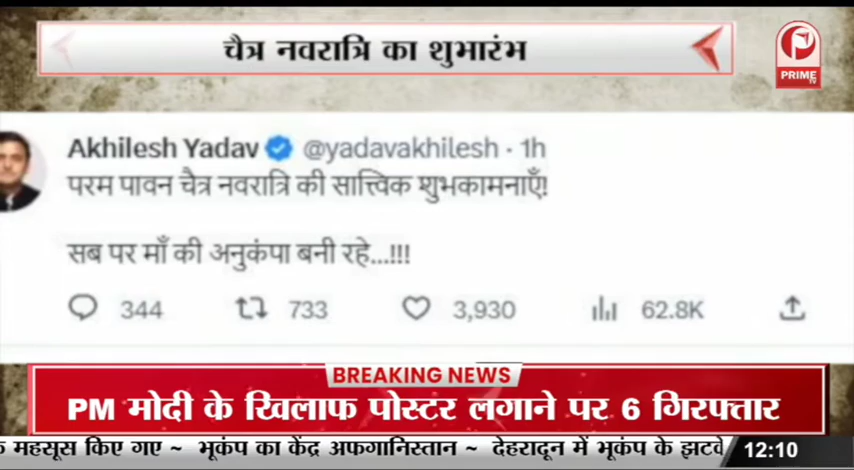 चैत्र नवरात्रि का शुभारंभ
PRIME
TV
Akhilesh Yadav @yadavakhilesh · 1h
परम पावन चैत्र नवरात्रि की सात्त्विक शुभकामनाएँ!
सब पर माँ की अनुकंपा बनी रहे...!!!
344 733 3,930 62.8K
BREAKING NEWS
PM मोदी के खिलाफ पोस्टर लगाने पर 6 गिरफ्तार
महसूस किए गए ~ भूकंप का केंद्र अफगानिस्तान ~ देहरादून में भूकंप के झटके 12:10